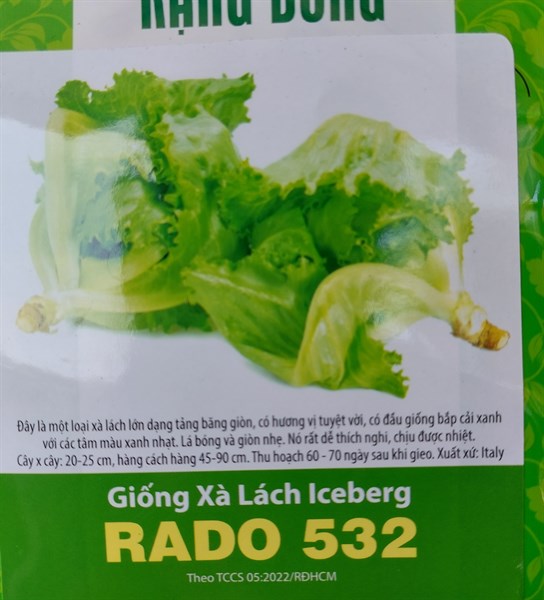 RẠNG ĐÔNG
Đây là một loại xà lách lớn dạng tảng băng giòn, có hương vị tuyệt vời, có đầu giống bắp cải xanh
với các tâm màu xanh nhạt. Lá bóng và giòn nhẹ. Nó rất dễ thích nghi, chịu được nhiệt.
Cây x cây: 20-25 cm, hàng cách hàng 45-90 cm. Thu hoạch 60 - 70 ngày sau khi gieo. Xuất xứ: Italy
Giống Xà Lách Iceberg
RADO 532
Theo TCCS 05:2022/RĐHCM